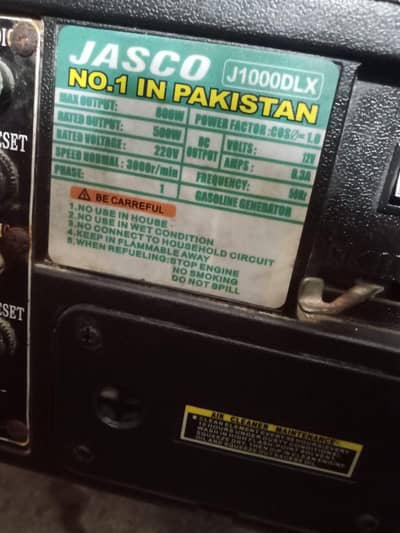 JASCO J1000DLX
NO.1 IN PAKISTAN
MAX OUTPUT: 800W
RATED OUTPUT: 500W
RATED VOLTAGE: 220V
SPEED NORMAL: 3000r/min
PHASE: 1
POWER FACTOR:COSØ=1.0
DC OUTPUT
VOLTS: 12V
AMPS: 8.3A
FREQUENCY: 50Hz
GASOLINE GENERATOR
BE CAREFUL
1.NO USE IN HOUSE
2.NO USE IN WET CONDITION
3.NO CONNECT TO HOUSEHOLD CIRCUIT
4.KEEP IN FLAMMABLE AWAY
5.WHEN REFUELING:STOP ENGINE
NO SMOKING
DO NOT SPILL
ESET
ESET
AIR CLEANER MAINTENANCE